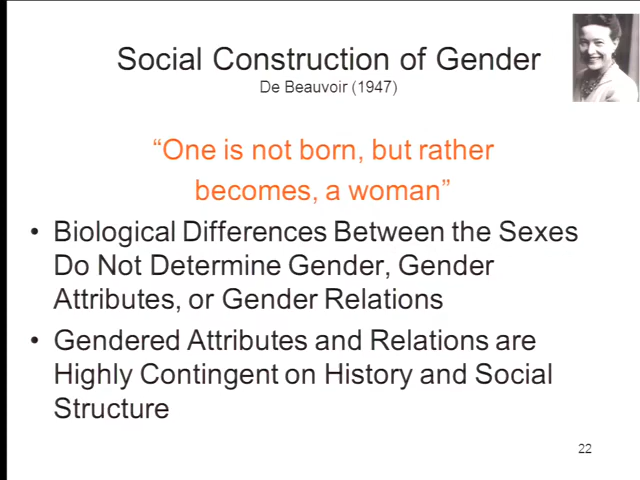 Social Construction of Gender
De Beauvoir (1947)
“One is not born, but rather
becomes, a woman”
• Biological Differences Between the Sexes
Do Not Determine Gender, Gender
Attributes, or Gender Relations
• Gendered Attributes and Relations are
Highly Contingent on History and Social
Structure
22